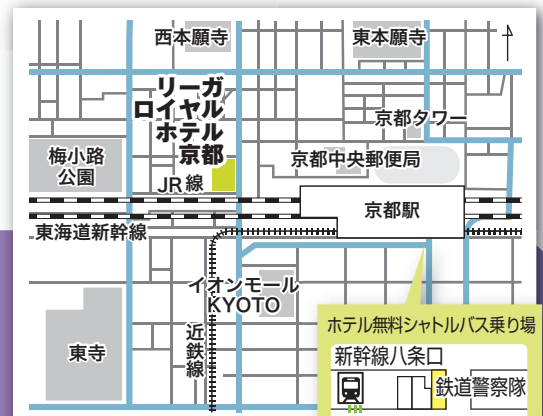 西本願寺
東本願寺
リーガ
ロイヤル
ホテル
京都
京都タワー
梅小路
公園
京都中央郵便局
JR線
京都駅
東海道新幹線
イオンモール
KYOTO
近鉄線
東寺
ホテル無料シャトルバス乗り場
新幹線八条口
鉄道警察隊